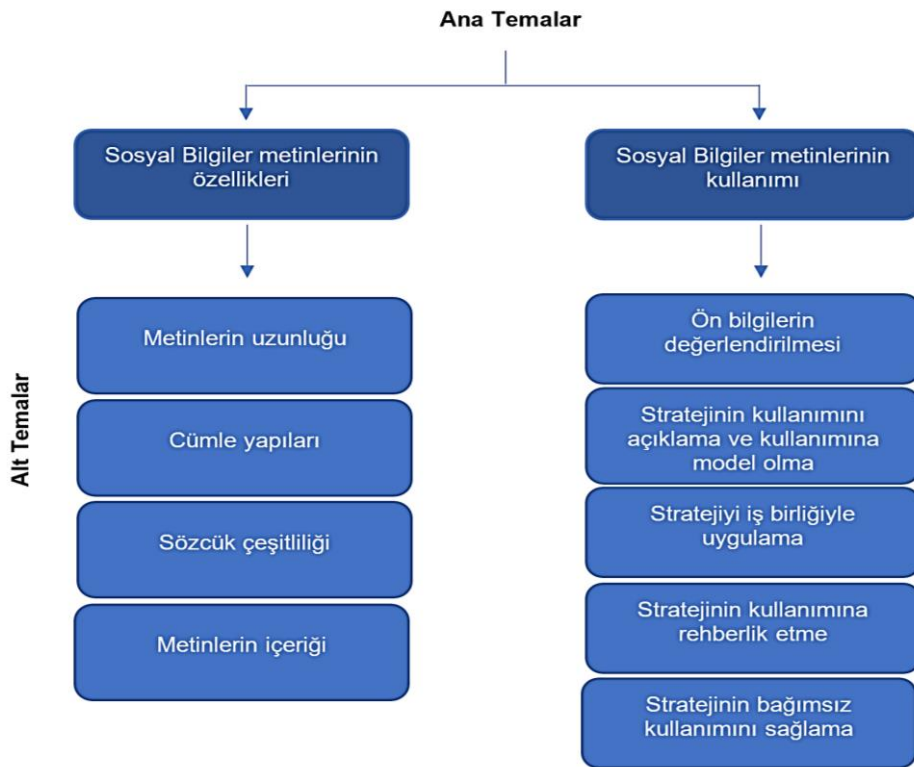 Ana Temalar
Sosyal Bilgiler metinlerinin
özellikleri
Sosyal Bilgiler metinlerinin
kullanımı
Alt Temalar
Metinlerin uzunluğu
Cümle yapıları
Sözcük çeşitliliği
Metinlerin içeriği
Ön bilgilerin
değerlendirilmesi
Stratejinin kullanımını
açıklama ve kullanımına
model olma
Stratejiyi iş birliğiyle
uygulama
Stratejinin kullanımına
rehberlik etme
Stratejinin bağımsız
kullanımını sağlama